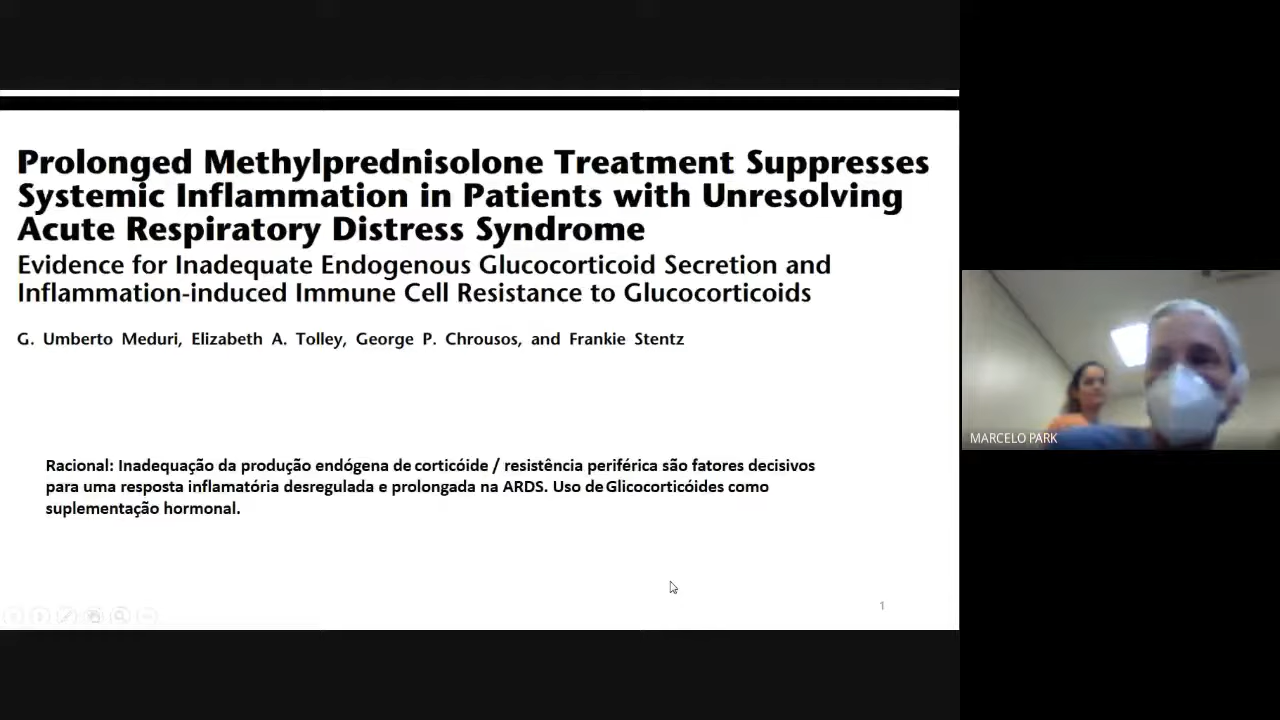 Prolonged Methylprednisolone Treatment Suppresses
Systemic Inflammation in Patients with Unresolving
Acute Respiratory Distress Syndrome
Evidence for Inadequate Endogenous Glucocorticoid Secretion and
Inflammation-induced Immune Cell Resistance to Glucocorticoids
G. Umberto Meduri, Elizabeth A. Tolley, George P. Chrousos, and Frankie Stentz
Racional: Inadequação da produção endógena de corticóide / resistência periférica são fatores decisivos
para uma resposta inflamatória desregulada e prolongada na ARDS. Uso de Glicocorticóides como
suplementação hormonal.
1
MARCELO PARK